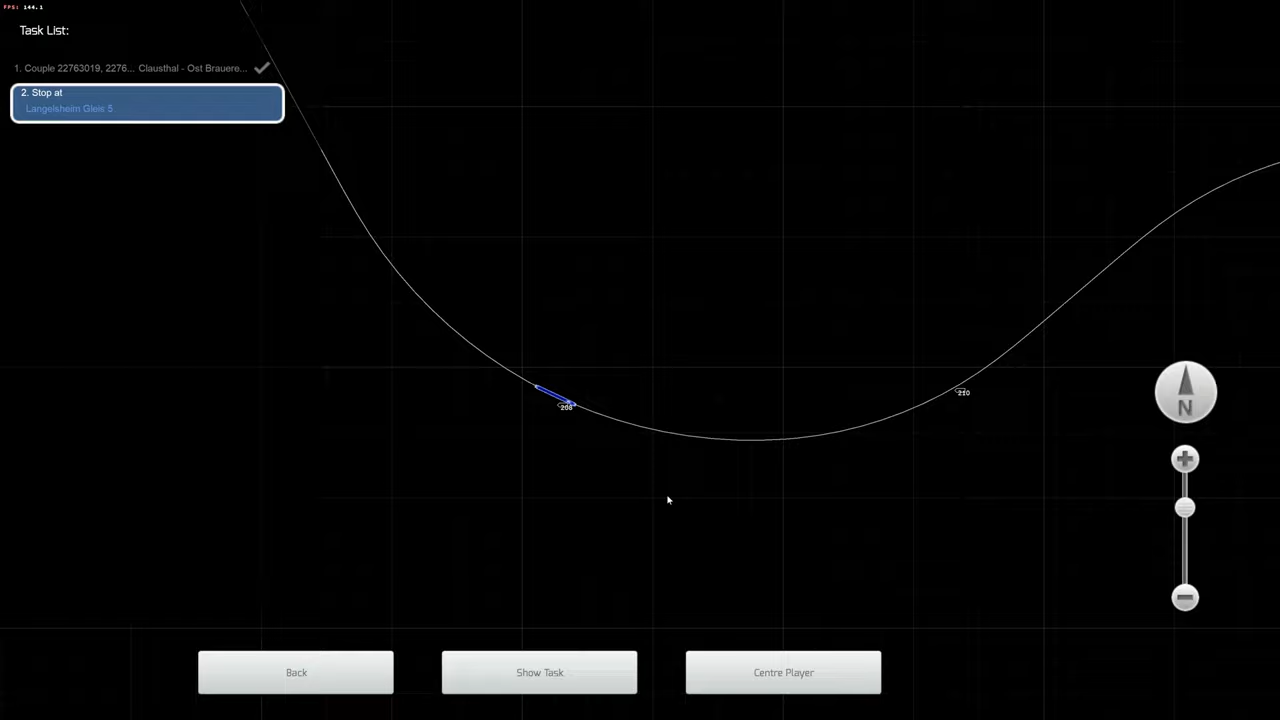 FPS: 144.1
Task List:
1. Couple 22763019, 2276... Clausthal - Ost Brauere...
2. Stop at
Langelsheim Gleis 5
208
210
N
Back
Show Task
Centre Player